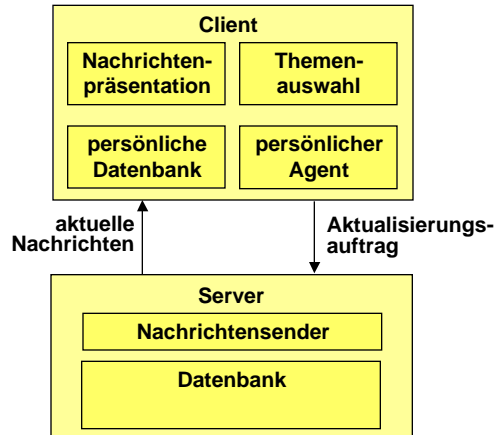 Client
Nachrichten-
präsentation
Themen-
auswahl
persönliche
Datenbank
persönlicher
Agent
aktuelle
Nachrichten
Aktualisierungs-
auftrag
Server
Nachrichtensender
Datenbank